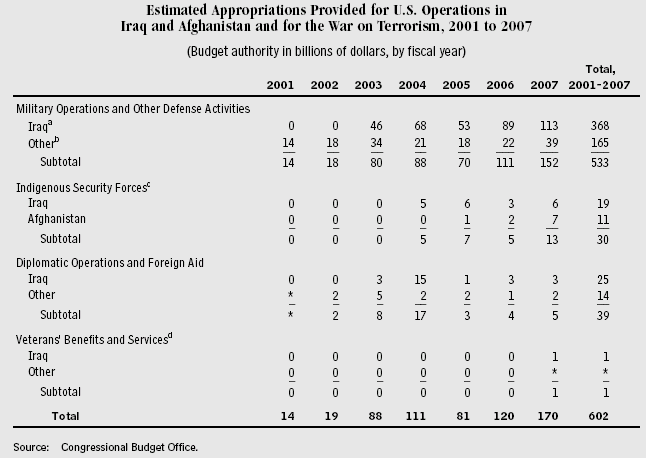 Estimated Appropriations Provided for U.S. Operations in
Iraq and Afghanistan and for the War on Terrorism, 2001 to 2007
(Budget authority in billions of dollars, by fiscal year)
Total,
2001 2002 2003 2004 2005 2006 2007 2001-2007
Military Operations and Other Defense Activities
Iraqa 0 0 46 68 53 89 113 368
Otherb 14 18 34 21 18 22 39 165
Subtotal 14 18 80 88 70 111 152 533
Indigenous Security Forcesc
Iraq 0 0 0 5 6 3 6 19
Afghanistan 0 0 0 0 1 2 7 11
Subtotal 0 0 0 5 7 5 13 30
Diplomatic Operations and Foreign Aid
Iraq 0 0 3 15 1 3 3 25
Other * 2 5 2 2 1 2 14
Subtotal * 2 8 17 3 4 5 39
Veterans' Benefits and Servicesd
Iraq 0 0 0 0 0 0 1 1
Other 0 0 0 0 0 0 * *
Subtotal 0 0 0 0 0 0 1 1
Total 14 19 88 111 81 120 170 602
Source: Congressional Budget Office.